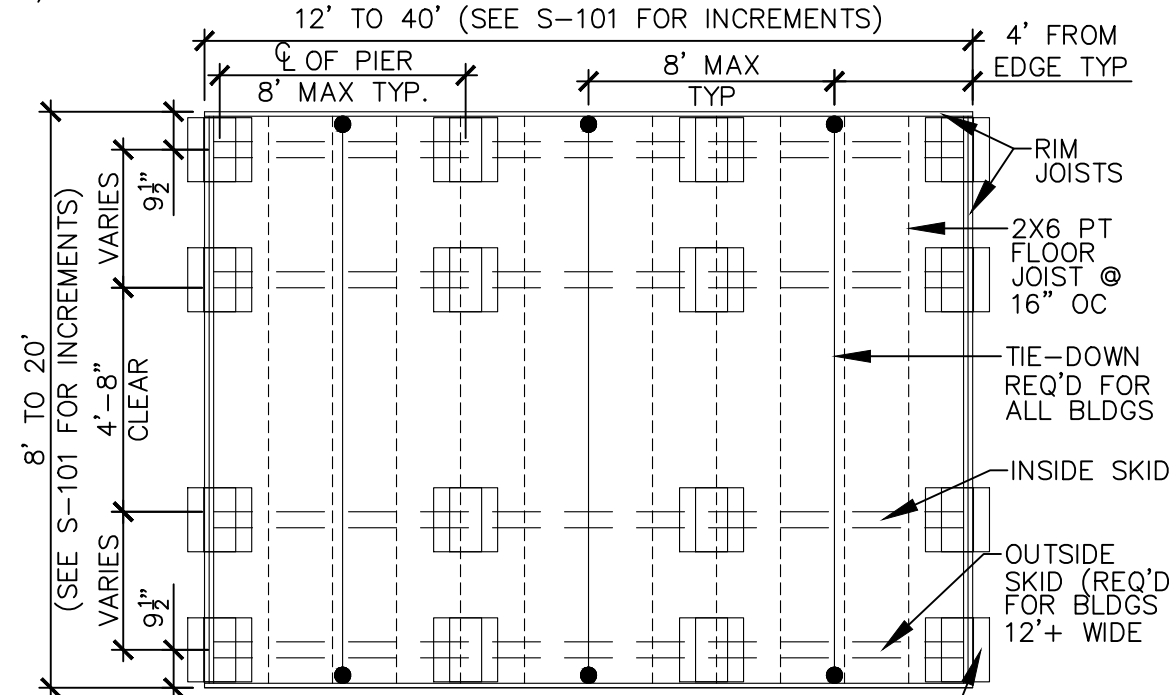 12' TO 40' (SEE S-101 FOR INCREMENTS)
℄ OF PIER
8' MAX TYP.
8' MAX
TYP
4' FROM
EDGE TYP
8' TO 20'
(SEE S-101 FOR INCREMENTS)
VARIES
9½"
4'-8"
CLEAR
VARIES
9½"
RIM
JOISTS
2X6 PT
FLOOR
JOIST @
16" OC
TIE-DOWN
REQ'D FOR
ALL BLDGS
INSIDE SKID
OUTSIDE
SKID (REQ'D
FOR BLDGS
12'+ WIDE